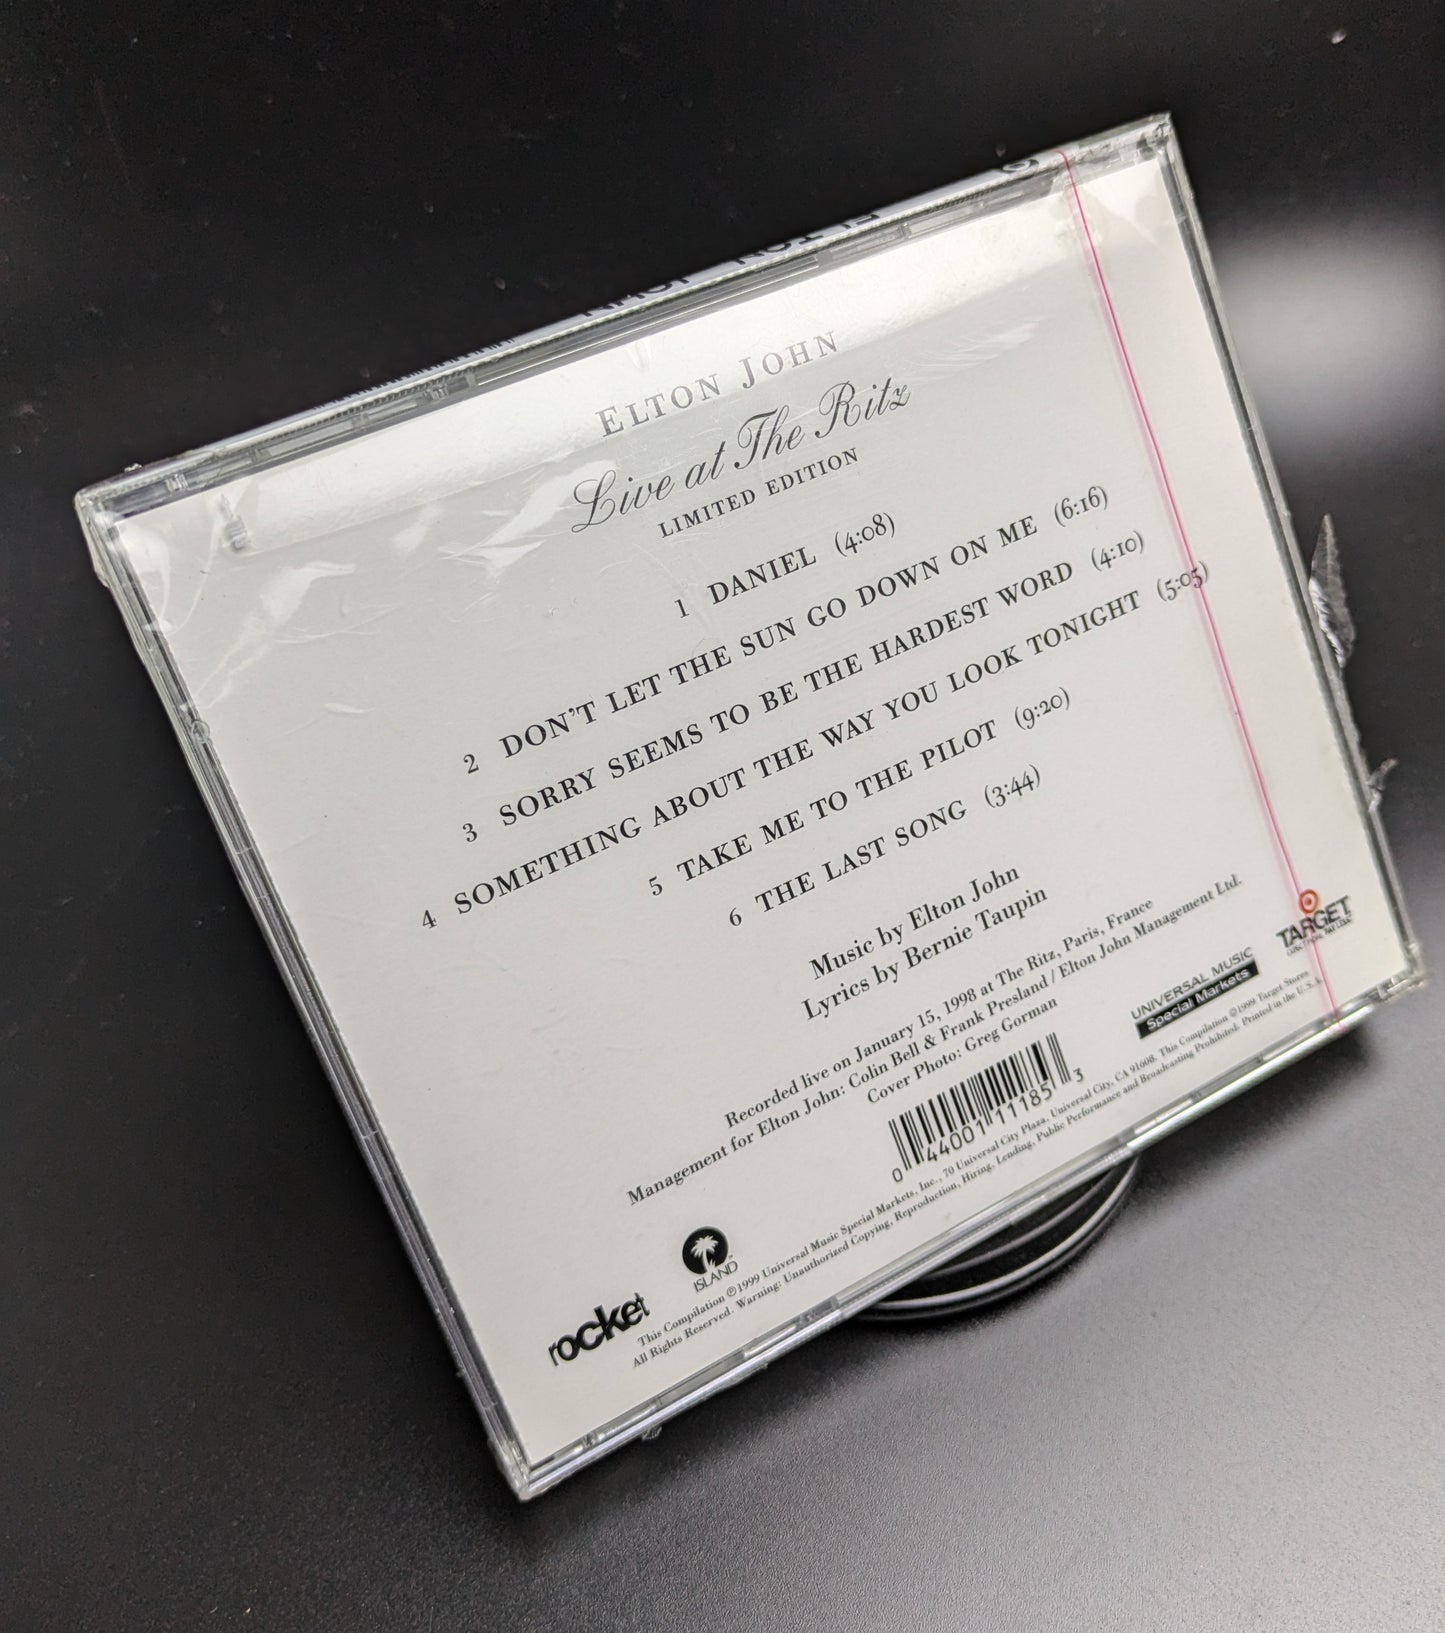 ELTON JOHN
Live at The Ritz
LIMITED EDITION
1 DANIEL (4:08)
2 DON'T LET THE SUN GO DOWN ON ME (6:16)
3 SORRY SEEMS TO BE THE HARDEST WORD (4:10)
4 SOMETHING ABOUT THE WAY YOU LOOK TONIGHT (5:05)
5 TAKE ME TO THE PILOT (9:20)
6 THE LAST SONG (3:44)
Music by Elton John
Lyrics by Bernie Taupin
Recorded live on January 15, 1998 at The Ritz, Paris, France
Management for Elton John: Colin Bell & Frank Presland / Elton John Management Ltd.
Cover Photo: Greg Gorman
0 44001 11185 3
rocket
ISLAND
UNIVERSAL MUSIC
Special Markets
TARGET
This Compilation ℗1999 Universal Music Special Markets, Inc., 70 Universal City Plaza, Universal City, CA 91608. This Compilation ©1999 Target Stores
All Rights Reserved. Warning: Unauthorized Copying, Reproduction, Hiring, Lending, Public Performance and Broadcasting Prohibited. Printed in the U.S.A.